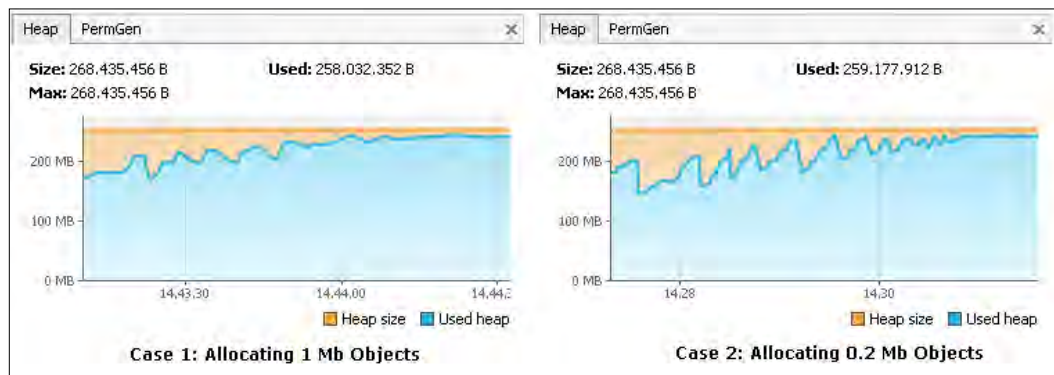 Heap PermGen ×
Size: 268.435.456 B Used: 258.032.352 B
Max: 268.435.456 B
200 MB
100 MB
0 MB
14.43.30 14.44.00 14.44:
Heap size Used heap
Case 1: Allocating 1 Mb Objects
Heap PermGen ×
Size: 268.435.456 B Used: 259.177.912 B
Max: 268.435.456 B
200 MB
100 MB
0 MB
14.28 14.30
Heap size Used heap
Case 2: Allocating 0.2 Mb Objects